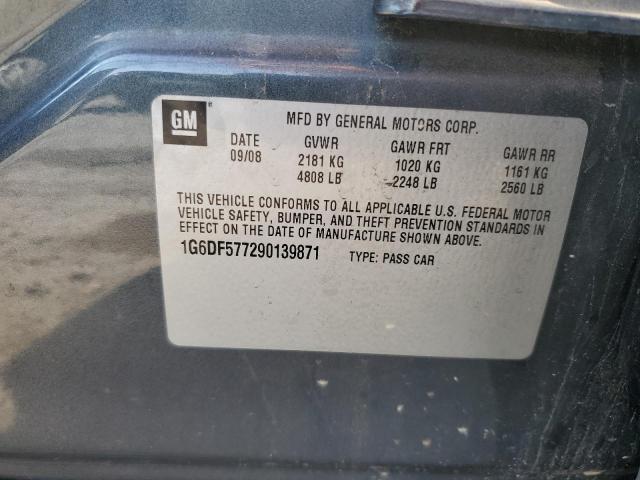 GM
MFD BY GENERAL MOTORS CORP.
DATE GVWR GAWR FRT GAWR RR
09/08 2181 KG 1020 KG 1161 KG
4808 LB 2248 LB 2560 LB
THIS VEHICLE CONFORMS TO ALL APPLICABLE U.S. FEDERAL MOTOR
VEHICLE SAFETY, BUMPER, AND THEFT PREVENTION STANDARDS IN
EFFECT ON THE DATE OF MANUFACTURE SHOWN ABOVE.
1G6DF577290139871 TYPE: PASS CAR